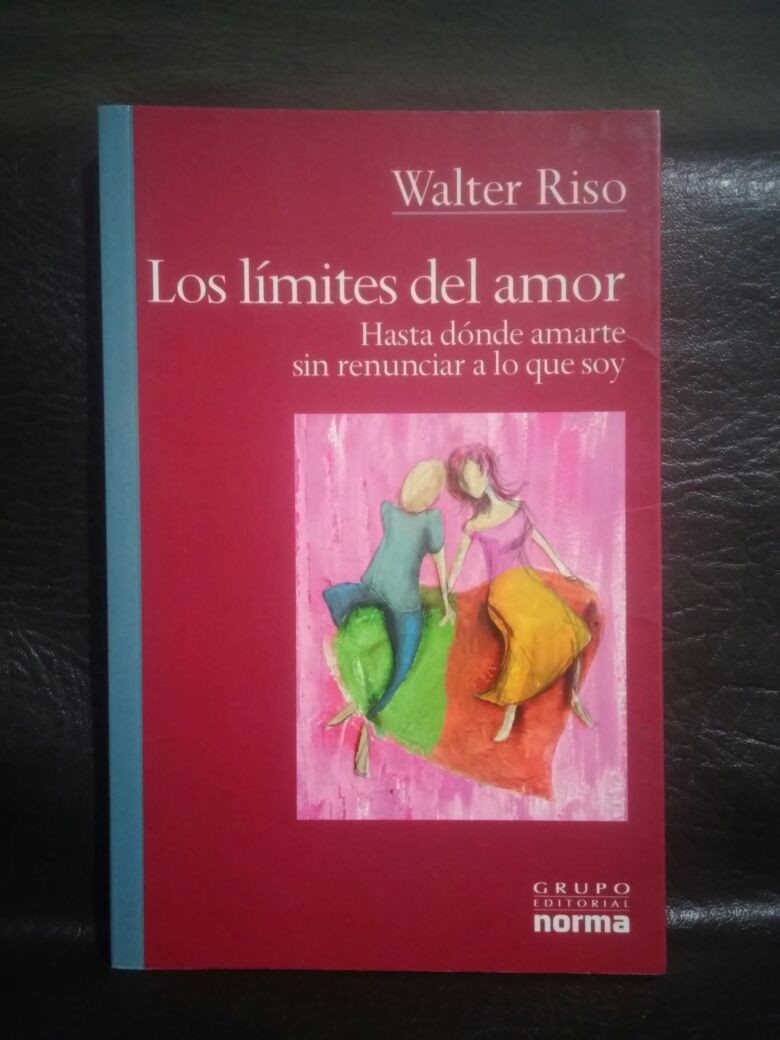 Walter Riso
Los límites del amor
Hasta dónde amarte
sin renunciar a lo que soy
GRUPO
EDITORIAL
norma